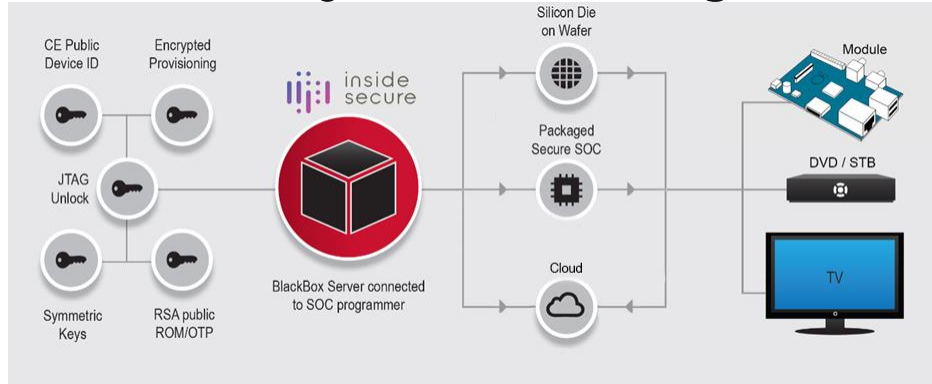 CE Public
Device ID
Encrypted
Provisioning
JTAG
Unlock
Symmetric
Keys
RSA public
ROM/OTP
inside
secure
BlackBox Server connected
to SOC programmer
Silicon Die
on Wafer
Packaged
Secure SOC
Cloud
Module
DVD / STB
TV